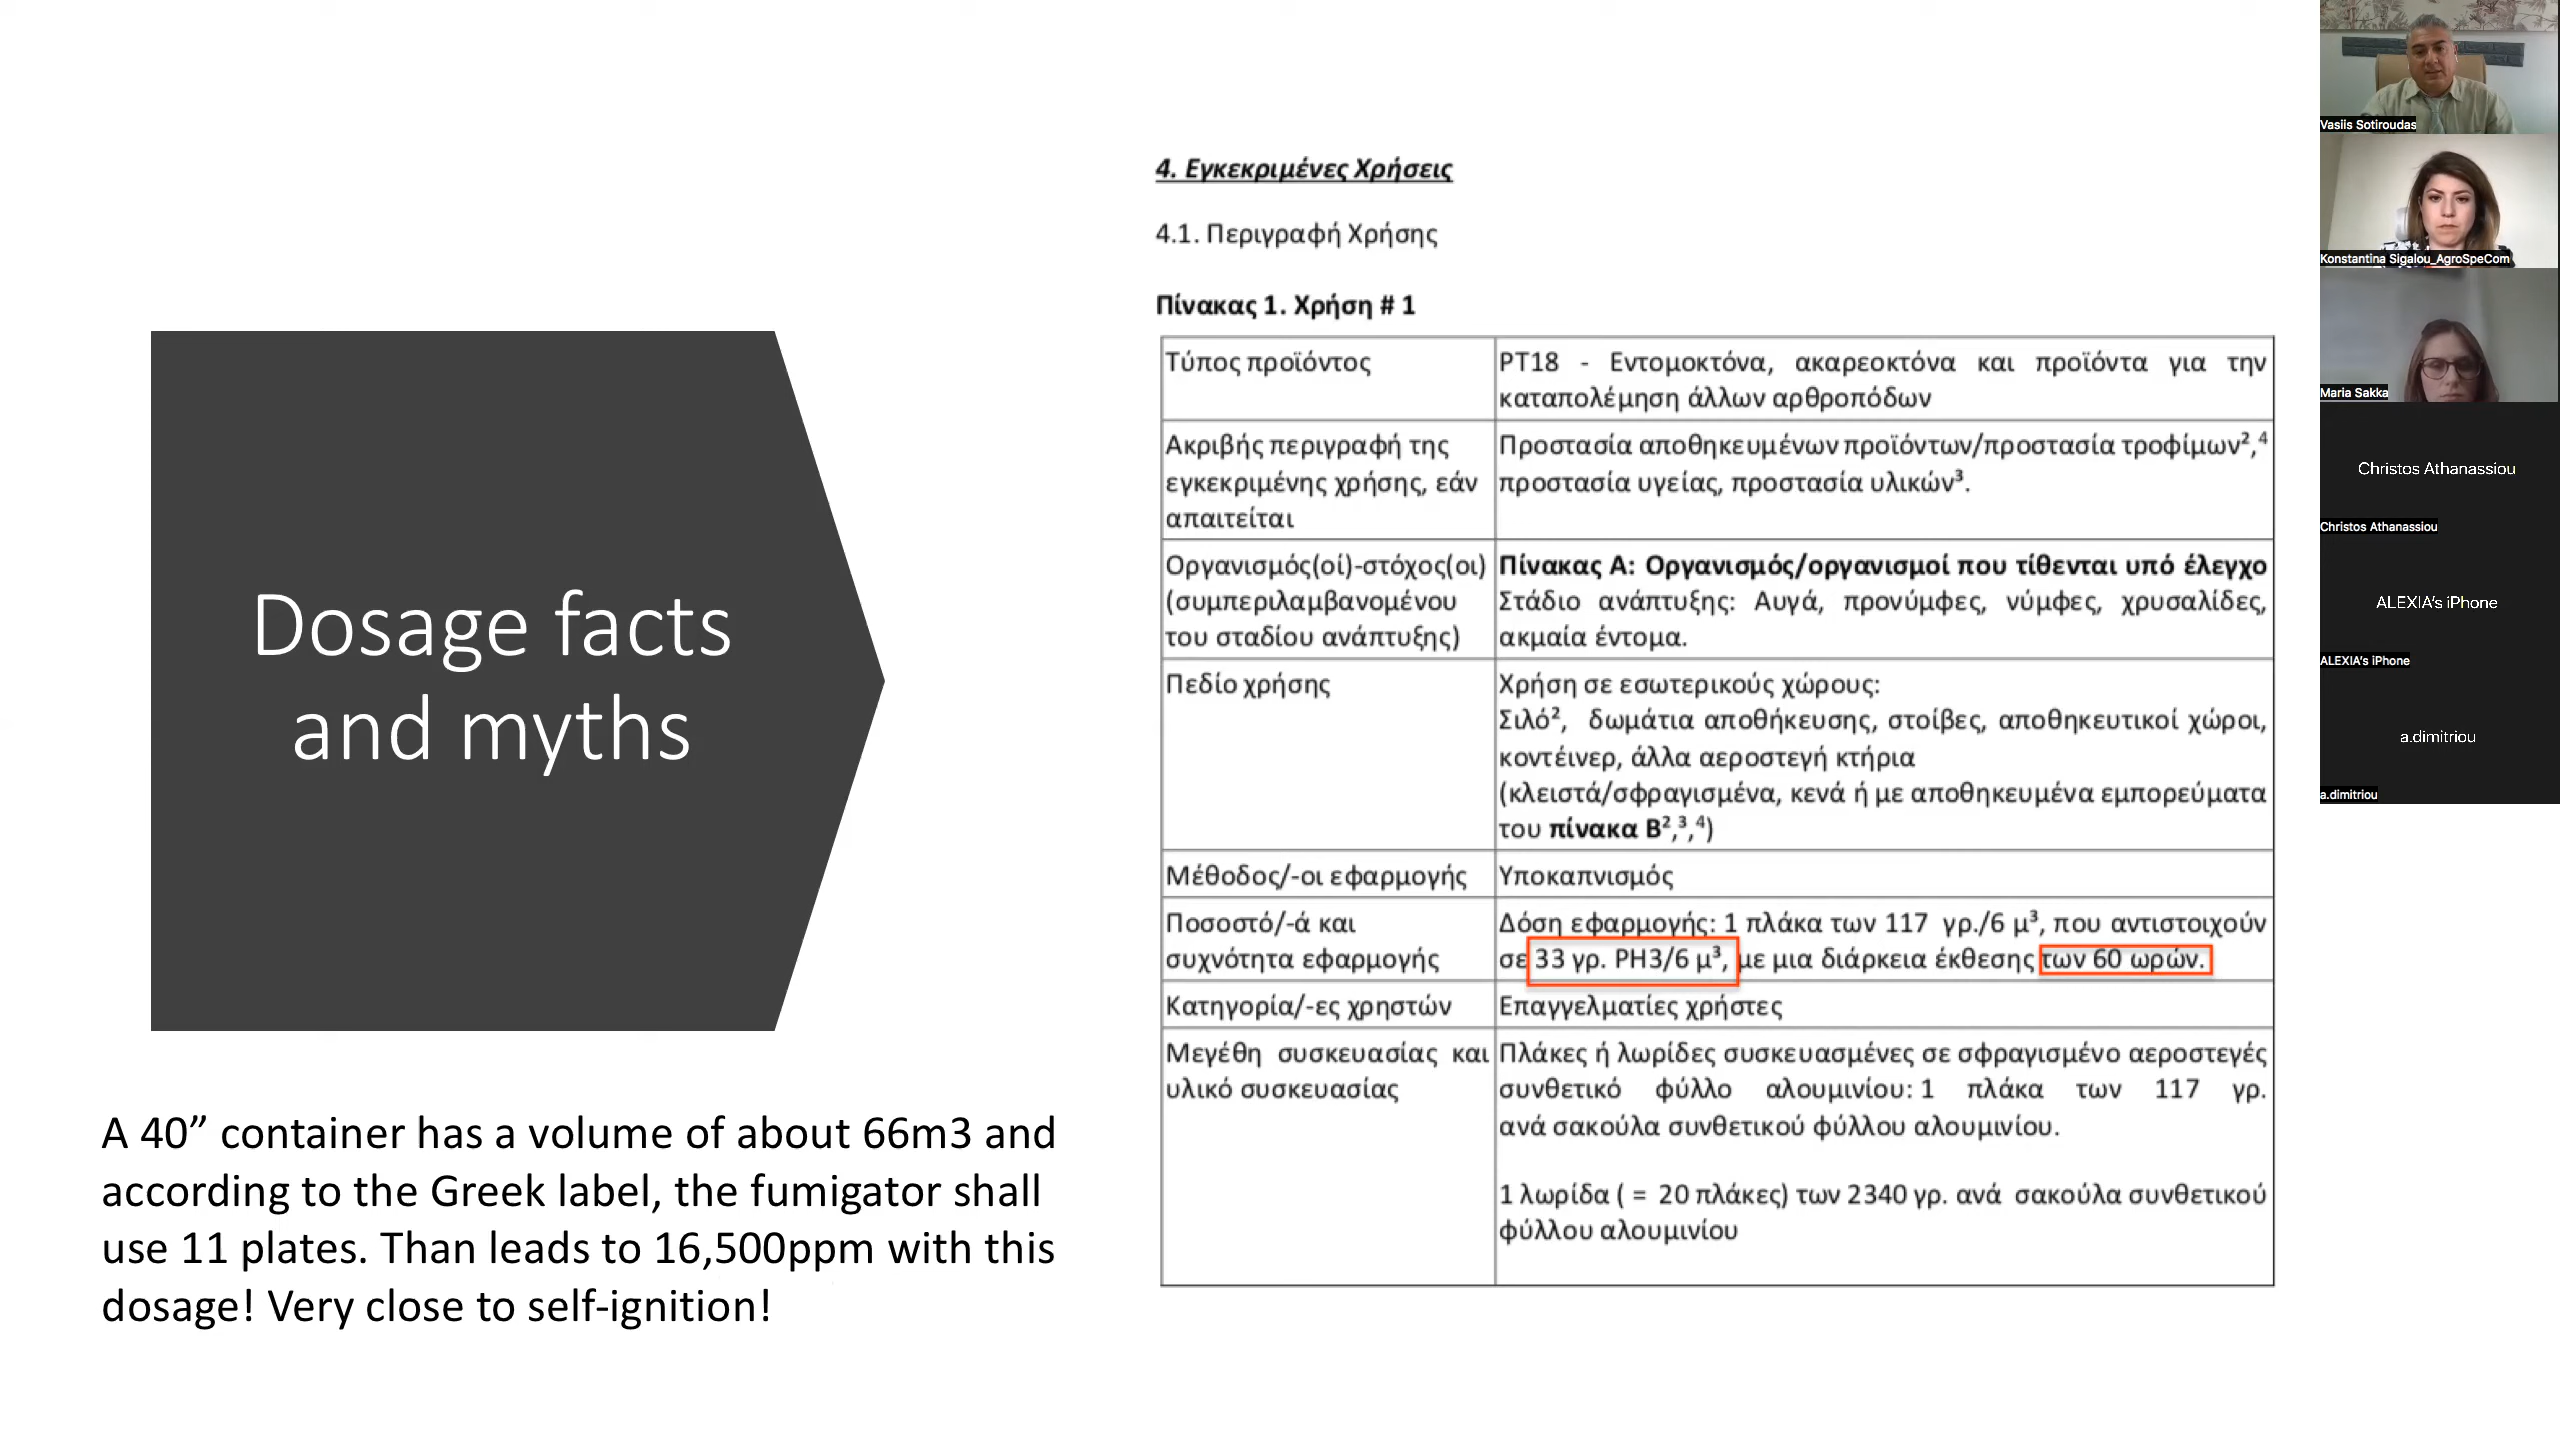 Dosage facts
and myths
A 40” container has a volume of about 66m3 and
according to the Greek label, the fumigator shall
use 11 plates. Than leads to 16,500ppm with this
dosage! Very close to self-ignition!
4. Εγκεκριμένες Χρήσεις
4.1. Περιγραφή Χρήσης
Πίνακας 1. Χρήση # 1
Τύπος προϊόντος
PT18 - Εντομοκτόνα, ακαρεοκτόνα και προϊόντα για την
καταπολέμηση άλλων αρθροπόδων
Ακριβής περιγραφή της
εγκεκριμένης χρήσης, εάν
απαιτείται
Προστασία αποθηκευμένων προϊόντων/προστασία τροφίμων²,⁴
προστασία υγείας, προστασία υλικών³.
Οργανισμός(οί)-στόχος(οι)
(συμπεριλαμβανομένου
του σταδίου ανάπτυξης)
Πίνακας Α: Οργανισμός/οργανισμοί που τίθενται υπό έλεγχο
Στάδιο ανάπτυξης: Αυγά, προνύμφες, νύμφες, χρυσαλίδες,
ακμαία έντομα.
Πεδίο χρήσης
Χρήση σε εσωτερικούς χώρους:
Σιλό², δωμάτια αποθήκευσης, στοίβες, αποθηκευτικοί χώροι,
κοντέινερ, άλλα αεροστεγή κτήρια
(κλειστά/σφραγισμένα, κενά ή με αποθηκευμένα εμπορεύματα
του πίνακα Β²,³,⁴)
Μέθοδος/-οι εφαρμογής
Υποκαπνισμός
Ποσοστό/-ά και
συχνότητα εφαρμογής
Δόση εφαρμογής: 1 πλάκα των 117 γρ./6 μ³, που αντιστοιχούν
σε 33 γρ. PH3/6 μ³, με μια διάρκεια έκθεσης των 60 ωρών.
Κατηγορία/-ες χρηστών
Επαγγελματίες χρήστες
Μεγέθη συσκευασίας και
υλικό συσκευασίας
Πλάκες ή λωρίδες συσκευασμένες σε σφραγισμένο αεροστεγές
συνθετικό φύλλο αλουμινίου: 1 πλάκα των 117 γρ.
ανά σακούλα συνθετικού φύλλου αλουμινίου.
1 λωρίδα ( = 20 πλάκες) των 2340 γρ. ανά σακούλα συνθετικού
φύλλου αλουμινίου
Vasiis Sotiroudas
Konstantina Sigalou_AgroSpeCom
Maria Sakka
Christos Athanassiou
Christos Athanassiou
ALEXIA’s iPhone
ALEXIA’s iPhone
a.dimitriou
a.dimitriou